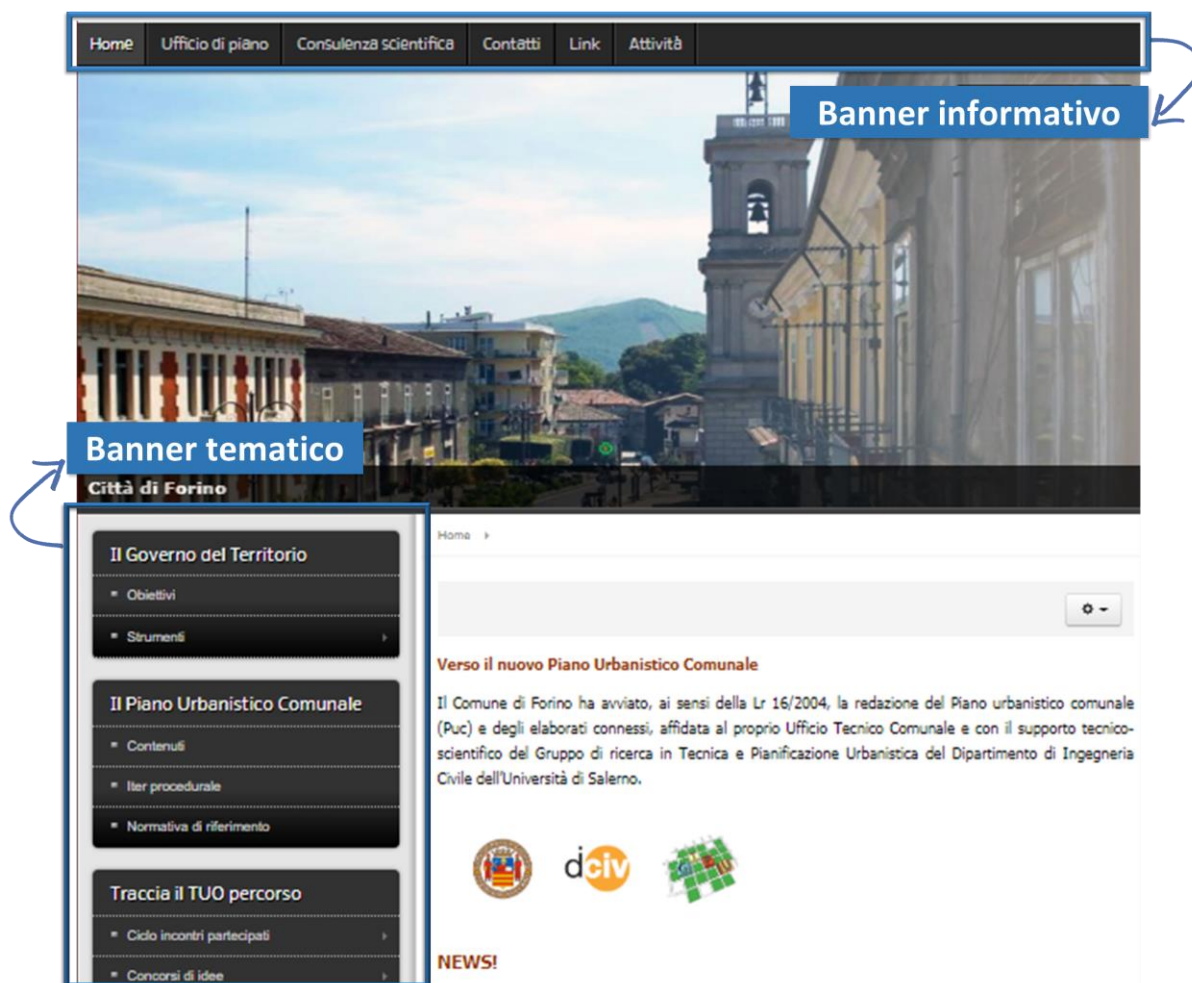 Home Ufficio di piano Consulenza scientifica Contatti Link Attività
Banner informativo
Banner tematico
Città di Forino
Il Governo del Territorio
Obiettivi
Strumenti
Il Piano Urbanistico Comunale
Contenuti
Iter procedurale
Normativa di riferimento
Traccia il TUO percorso
Ciclo incontri partecipati
Concorsi di idee
Home
Verso il nuovo Piano Urbanistico Comunale
Il Comune di Forino ha avviato, ai sensi della Lr 16/2004, la redazione del Piano urbanistico comunale
(Puc) e degli elaborati connessi, affidata al proprio Ufficio Tecnico Comunale e con il supporto tecnico-
scientifico del Gruppo di ricerca in Tecnica e Pianificazione Urbanistica del Dipartimento di Ingegneria
Civile dell'Università di Salerno.
dciv
NEWS!